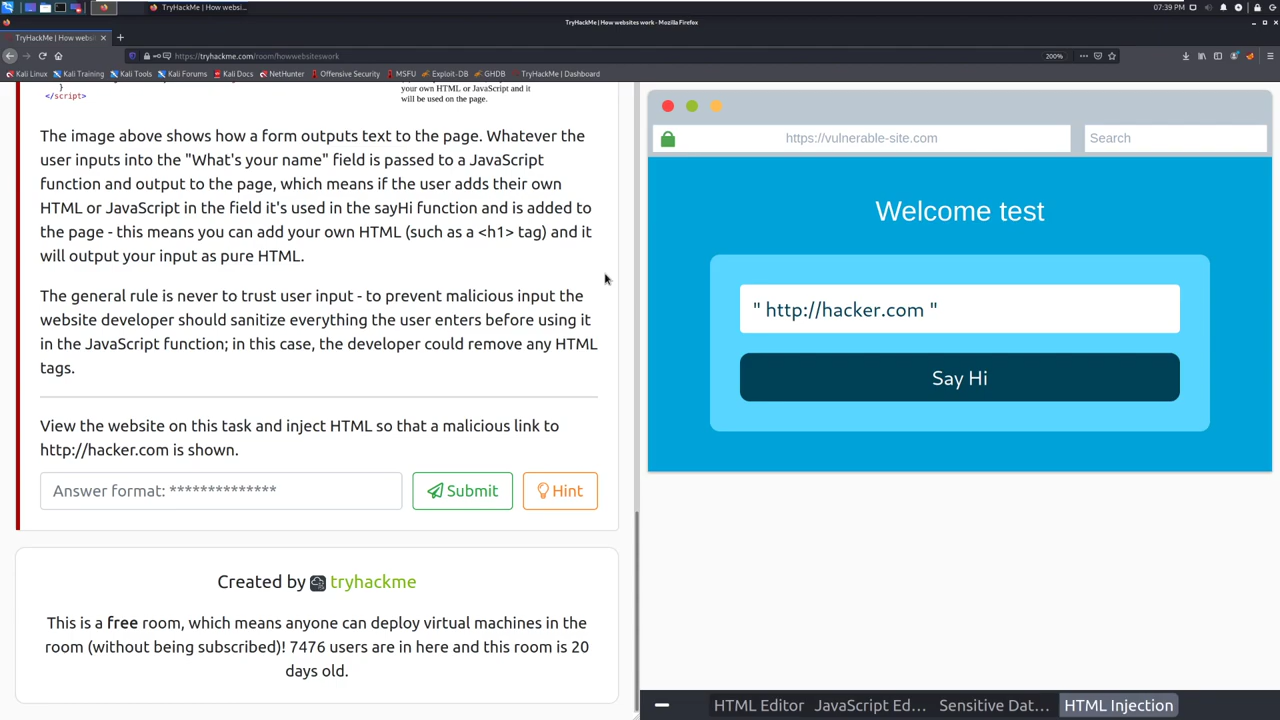 TryHackMe | How websi...
07:39 PM
TryHackMe | How websites work - Mozilla Firefox
TryHackMe | How websit
https://tryhackme.com/room/howwebsiteswork
200%
Kali Linux
Kali Training
Kali Tools
Kali Forums
Kali Docs
NetHunter
Offensive Security
MSFU
Exploit-DB
GHDB
TryHackMe | Dashboard
}
</script>
your own HTML or JavaScript and it
will be used on the page.
The image above shows how a form outputs text to the page. Whatever the
user inputs into the "What's your name" field is passed to a JavaScript
function and output to the page, which means if the user adds their own
HTML or JavaScript in the field it's used in the sayHi function and is added to
the page - this means you can add your own HTML (such as a <h1> tag) and it
will output your input as pure HTML.
The general rule is never to trust user input - to prevent malicious input the
website developer should sanitize everything the user enters before using it
in the JavaScript function; in this case, the developer could remove any HTML
tags.
View the website on this task and inject HTML so that a malicious link to
http://hacker.com is shown.
Answer format: **************
Submit
Hint
Created by tryhackme
This is a free room, which means anyone can deploy virtual machines in the
room (without being subscribed)! 7476 users are in here and this room is 20
days old.
https://vulnerable-site.com
Search
Welcome test
" http://hacker.com "
Say Hi
HTML Editor
JavaScript Ed...
Sensitive Dat...
HTML Injection